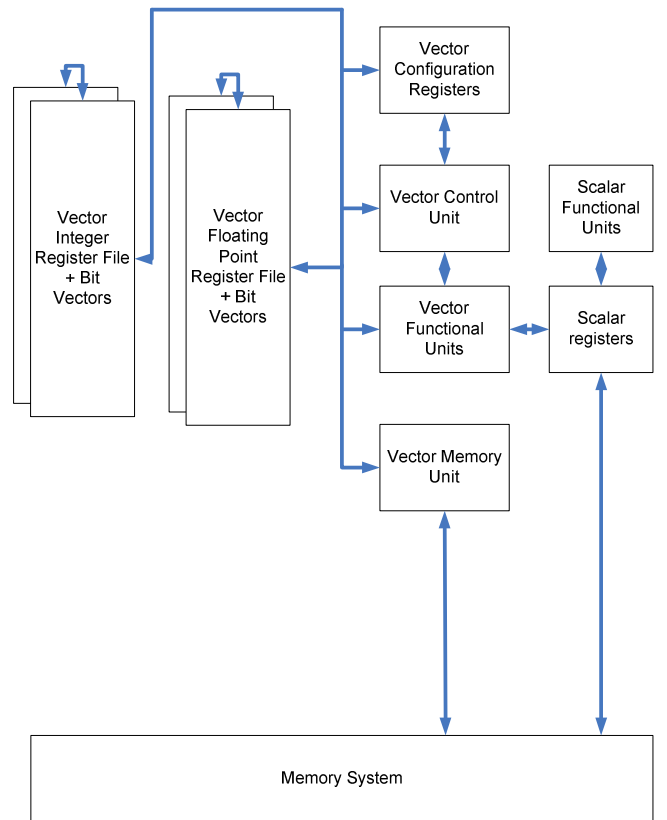 Vector
Configuration
Registers
Vector
Integer
Register File
+ Bit
Vectors
Vector
Floating
Point
Register File
+ Bit
Vectors
Vector Control
Unit
Scalar
Functional
Units
Vector
Functional
Units
Scalar
registers
Vector Memory
Unit
Memory System